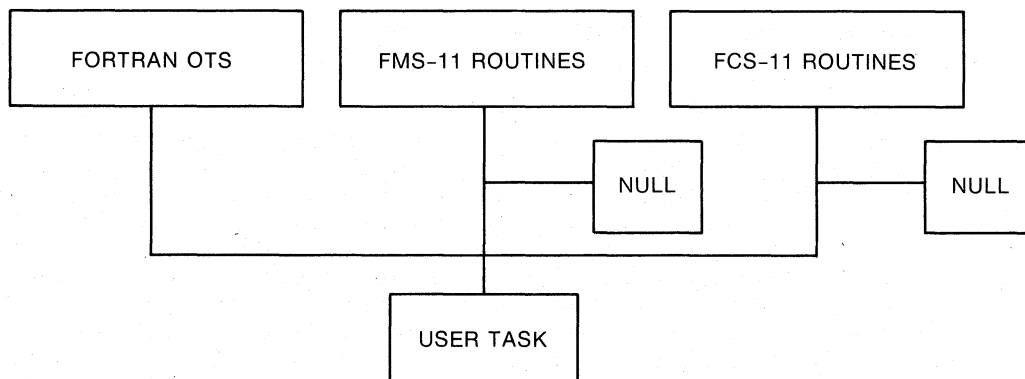 FORTRAN OTS
FMS-11 ROUTINES
FCS-11 ROUTINES
NULL
NULL
USER TASK